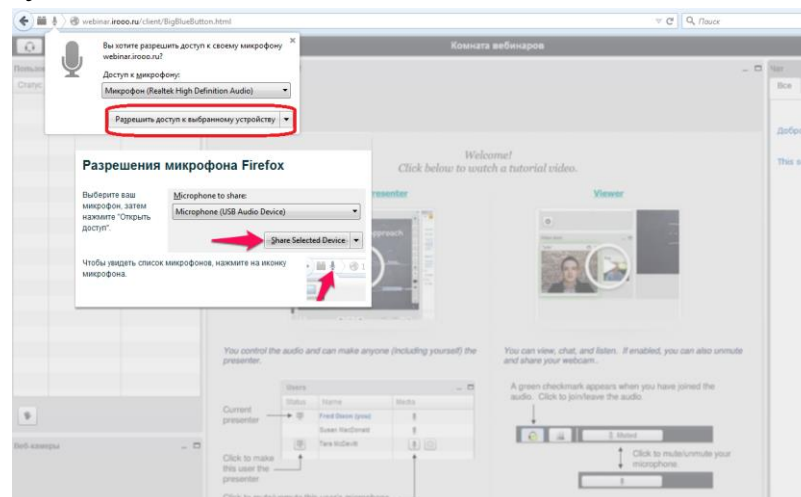 webinar.irooo.ru/client/BigBlueButton.html
Поиск
Вы хотите разрешить доступ к своему микрофону
webinar.irooo.ru?
Доступ к микрофону:
Микрофон (Realtek High Definition Audio)
Разрешить доступ к выбранному устройству
Комната вебинаров
Статус
Все
Welcome!
Click below to watch a tutorial video.
Viewer
Разрешения микрофона Firefox
Выберите ваш
микрофон, затем
нажмите "Открыть
доступ".
Microphone to share:
Microphone (USB Audio Device)
Share Selected Device
Чтобы увидеть список микрофонов, нажмите на иконку
микрофона.
You control the audio and can make anyone (including yourself) the
presenter.
You can view, chat, and listen. If enabled, you can also unmute
and share your webcam.
Users
Status Name Media
Current
presenter
Fred Dixon (you)
Susan MacDonald
Tara McDevitt
Click to make
this user the
presenter
A green checkmark appears when you have joined the
audio. Click to join/leave the audio.
Muted
Click to mute/unmute your
microphone.
Веб-камеры